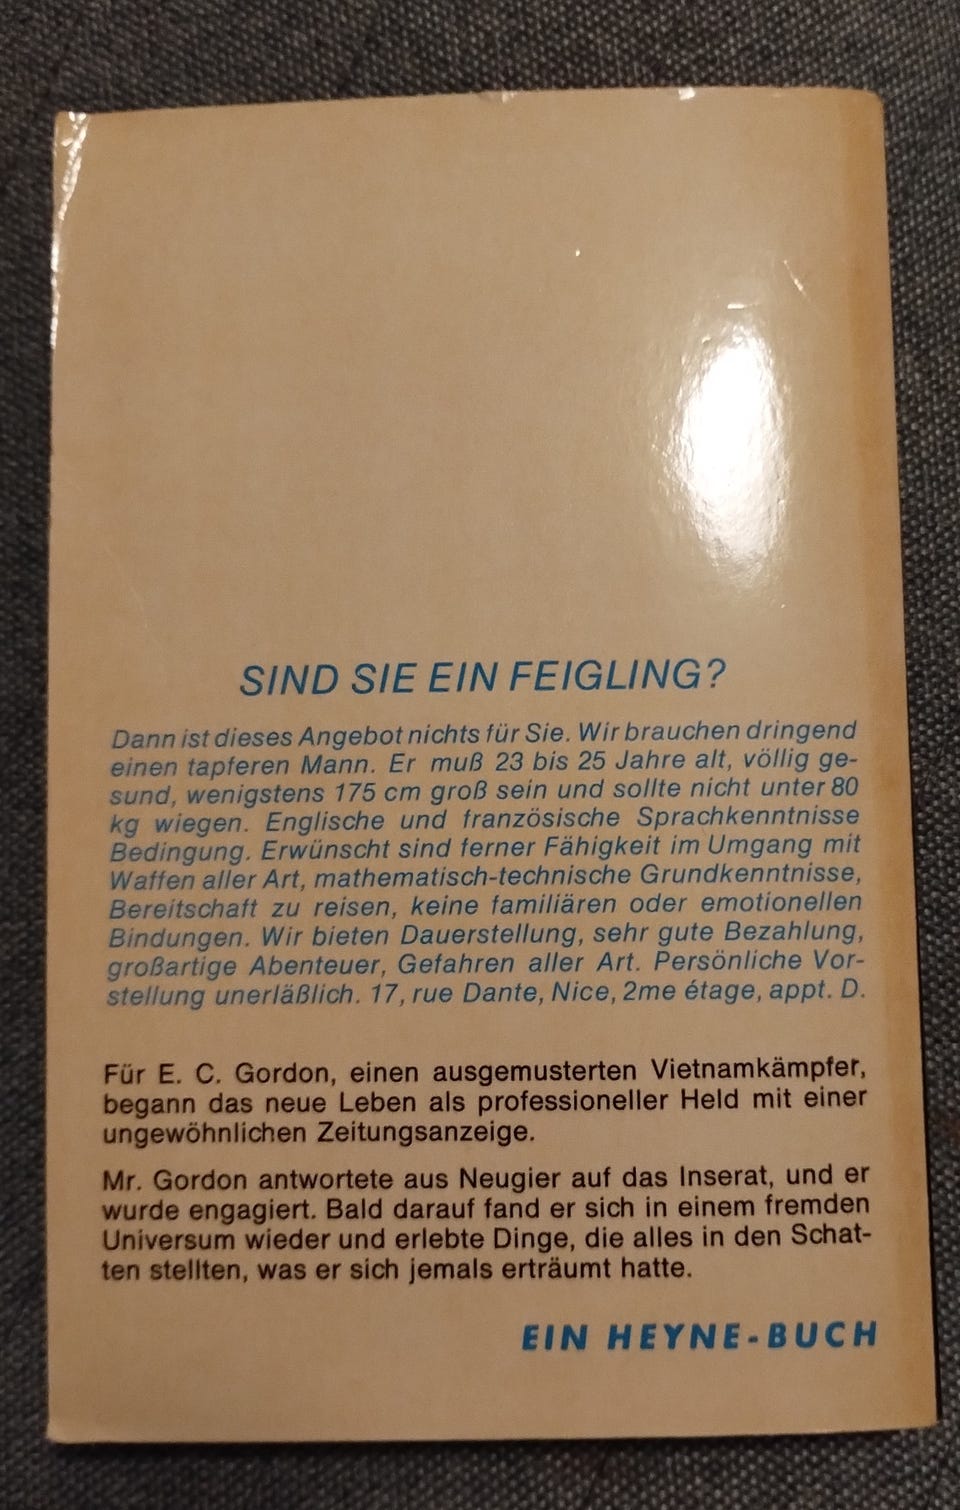 SIND SIE EIN FEIGLING?
Dann ist dieses Angebot nichts für Sie. Wir brauchen dringend
einen tapferen Mann. Er muß 23 bis 25 Jahre alt, völlig ge-
sund, wenigstens 175 cm groß sein und sollte nicht unter 80
kg wiegen. Englische und französische Sprachkenntnisse
Bedingung. Erwünscht sind ferner Fähigkeit im Umgang mit
Waffen aller Art, mathematisch-technische Grundkenntnisse,
Bereitschaft zu reisen, keine familiären oder emotionellen
Bindungen. Wir bieten Dauerstellung, sehr gute Bezahlung,
großartige Abenteuer, Gefahren aller Art. Persönliche Vor-
stellung unerläßlich. 17, rue Dante, Nice, 2me étage, appt. D.
Für E. C. Gordon, einen ausgemusterten Vietnamkämpfer,
begann das neue Leben als professioneller Held mit einer
ungewöhnlichen Zeitungsanzeige.
Mr. Gordon antwortete aus Neugier auf das Inserat, und er
wurde engagiert. Bald darauf fand er sich in einem fremden
Universum wieder und erlebte Dinge, die alles in den Schat-
ten stellten, was er sich jemals erträumt hatte.
EIN HEYNE-BUCH